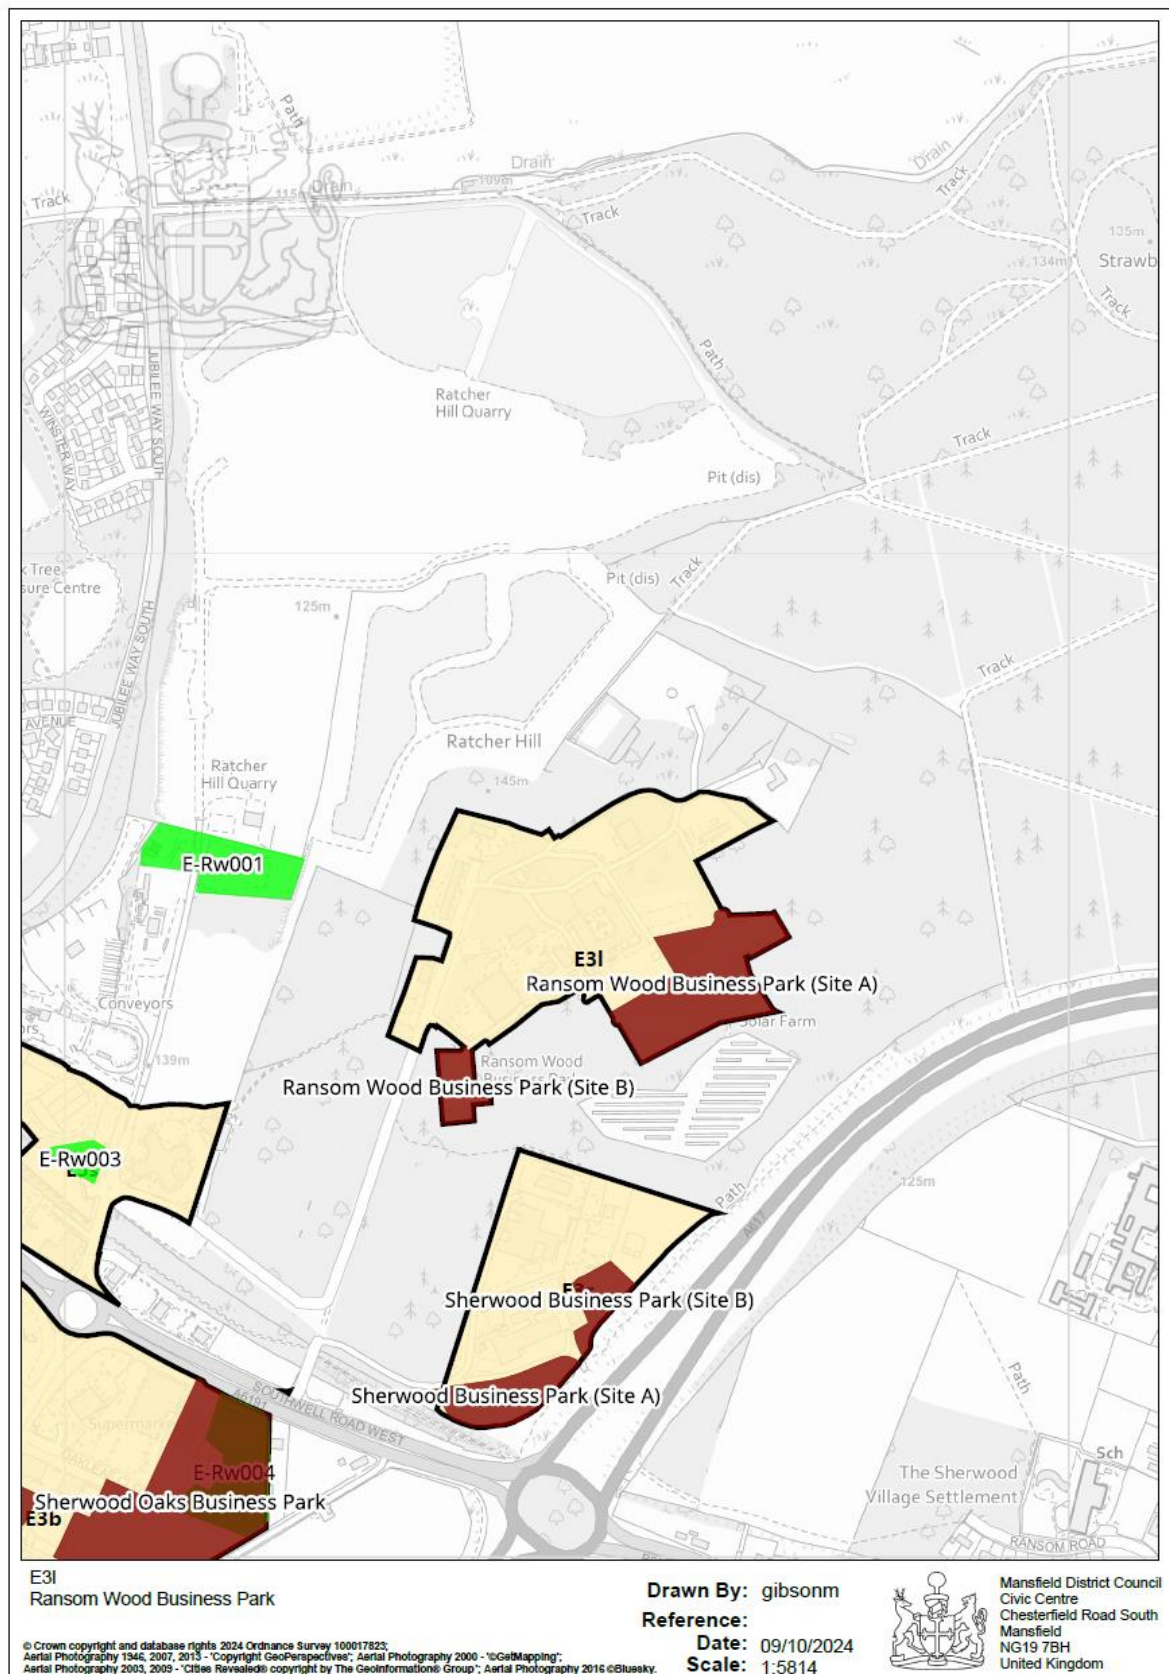 Path
Drain
Drain
109m
Drain
115m
Track
Track
Track
135m
134m
Strawb
Track
JUBILEE WAY SOUTH
WINSTER WAY
Path
Ratcher
Hill Quarry
Track
Pit (dis)
Tree
sure Centre
125m
Pit (dis)
Track
JUBILEE WAY SOUTH
Track
AVENUE
Ratcher Hill
Ratcher
Hill Quarry
145m
E-Rw001
E3l
Ransom Wood Business Park (Site A)
Conveyors
Solar Farm
139m
Ransom Wood
Ransom Wood Business Park (Site B)
E-Rw003
125m
Path
A617
Sherwood Business Park (Site B)
Sherwood Business Park (Site A)
SOUTHWELL ROAD WEST
A6191
Path
Supermarket
Sch
E-Rw004
The Sherwood
Village Settlement
Sherwood Oaks Business Park
E3b
RANSOM ROAD
E3l
Ransom Wood Business Park
Drawn By: gibsonm
Reference:
Date: 09/10/2024
Scale: 1:5814
Mansfield District Council
Civic Centre
Chesterfield Road South
Mansfield
NG19 7BH
United Kingdom
© Crown copyright and database rights 2024 Ordnance Survey 100017823;
Aerial Photography 1946, 2007, 2013 - 'Copyright GeoPerspectives'; Aerial Photography 2000 - '©GetMapping';
Aerial Photography 2003, 2009 - 'Cities Revealed® copyright by The GeoInformation® Group'; Aerial Photography 2016 ©Bluesky.